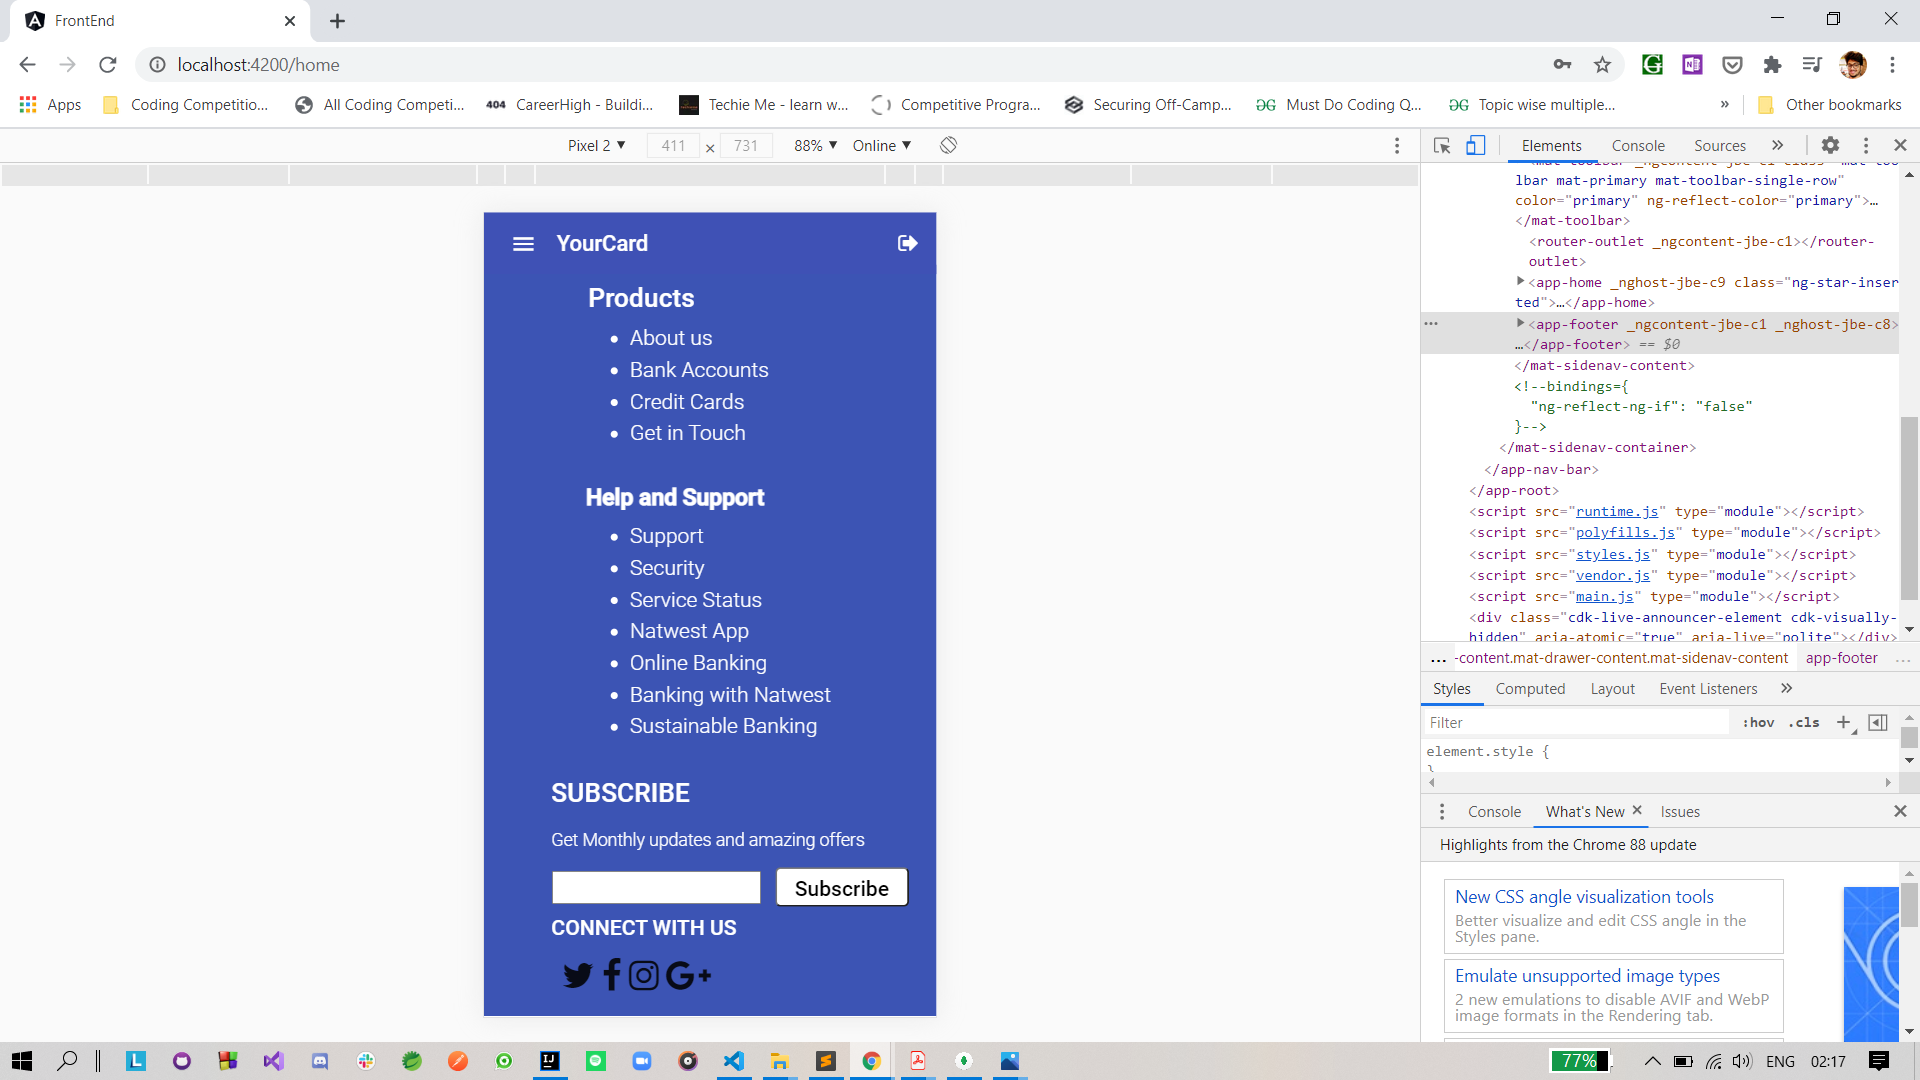 FrontEnd
localhost:4200/home
Apps
Coding Competitio...
All Coding Competi...
404 CareerHigh - Buildi...
Techie Me - learn w...
Competitive Progra...
Securing Off-Camp...
Must Do Coding Q...
Topic wise multiple...
»
Other bookmarks
Pixel 2 ▼ 411 × 731 88% ▼ Online ▼
YourCard
Products
• About us
• Bank Accounts
• Credit Cards
• Get in Touch
Help and Support
• Support
• Security
• Service Status
• Natwest App
• Online Banking
• Banking with Natwest
• Sustainable Banking
SUBSCRIBE
Get Monthly updates and amazing offers
Subscribe
CONNECT WITH US
Elements Console Sources »
lbar mat-primary mat-toolbar-single-row"
color="primary" ng-reflect-color="primary">…
</mat-toolbar>
<router-outlet _ngcontent-jbe-c1></router-
outlet>
<app-home _nghost-jbe-c9 class="ng-star-inser
ted">…</app-home>
<app-footer _ngcontent-jbe-c1 _nghost-jbe-c8>
…</app-footer> == $0
</mat-sidenav-content>
<!--bindings={
"ng-reflect-ng-if": "false"
}-->
</mat-sidenav-container>
</app-nav-bar>
</app-root>
<script src="runtime.js" type="module"></script>
<script src="polyfills.js" type="module"></script>
<script src="styles.js" type="module"></script>
<script src="vendor.js" type="module"></script>
<script src="main.js" type="module"></script>
<div class="cdk-live-announcer-element cdk-visually-
hidden" aria-atomic="true" aria-live="polite"></div>
... -content.mat-drawer-content.mat-sidenav-content app-footer ...
Styles Computed Layout Event Listeners »
Filter :hov .cls +
element.style {
}
Console What's New Issues
Highlights from the Chrome 88 update
New CSS angle visualization tools
Better visualize and edit CSS angle in the
Styles pane.
Emulate unsupported image types
2 new emulations to disable AVIF and WebP
image formats in the Rendering tab.
77% ENG 02:17